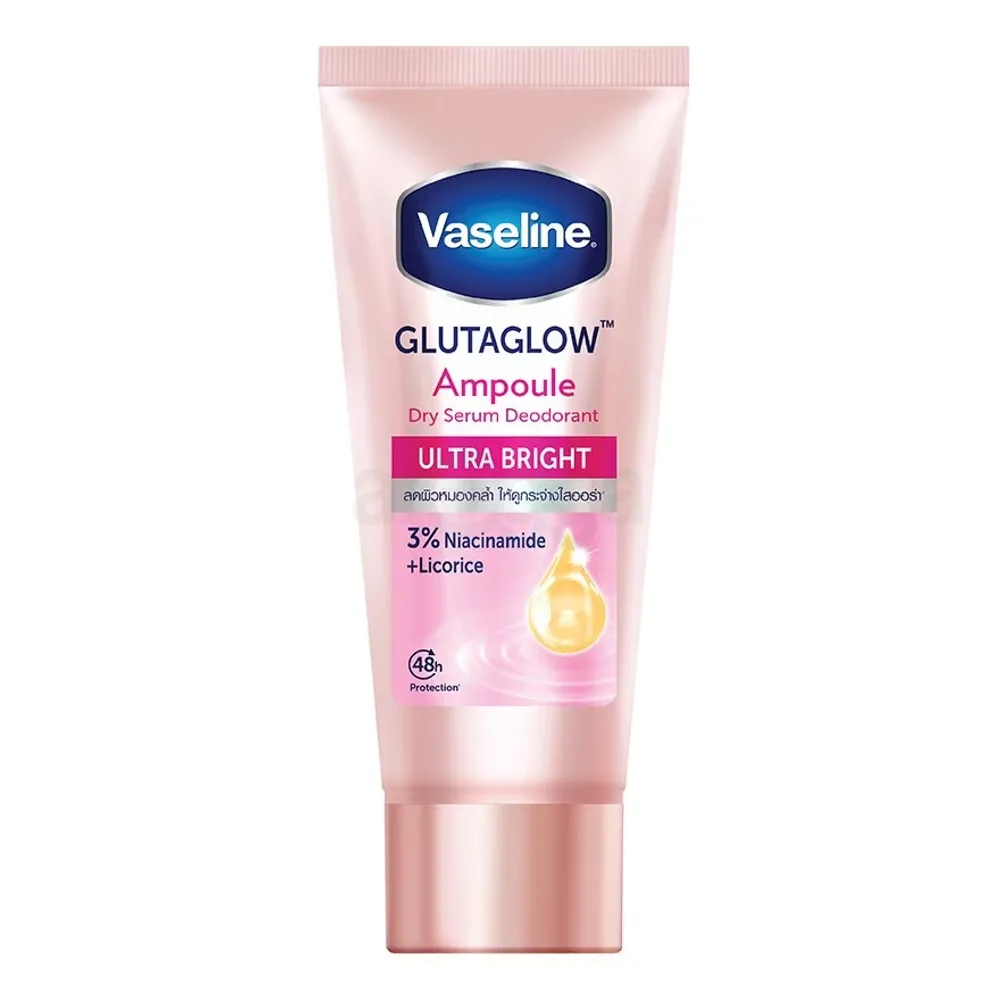 Vaseline®
GLUTAGLOW™
Ampoule
Dry Serum Deodorant
ULTRA BRIGHT
ลดผิวหมองคล้ำ ให้ดูกระจ่างใสออร่า*
3% Niacinamide
+Licorice
48h
Protection*